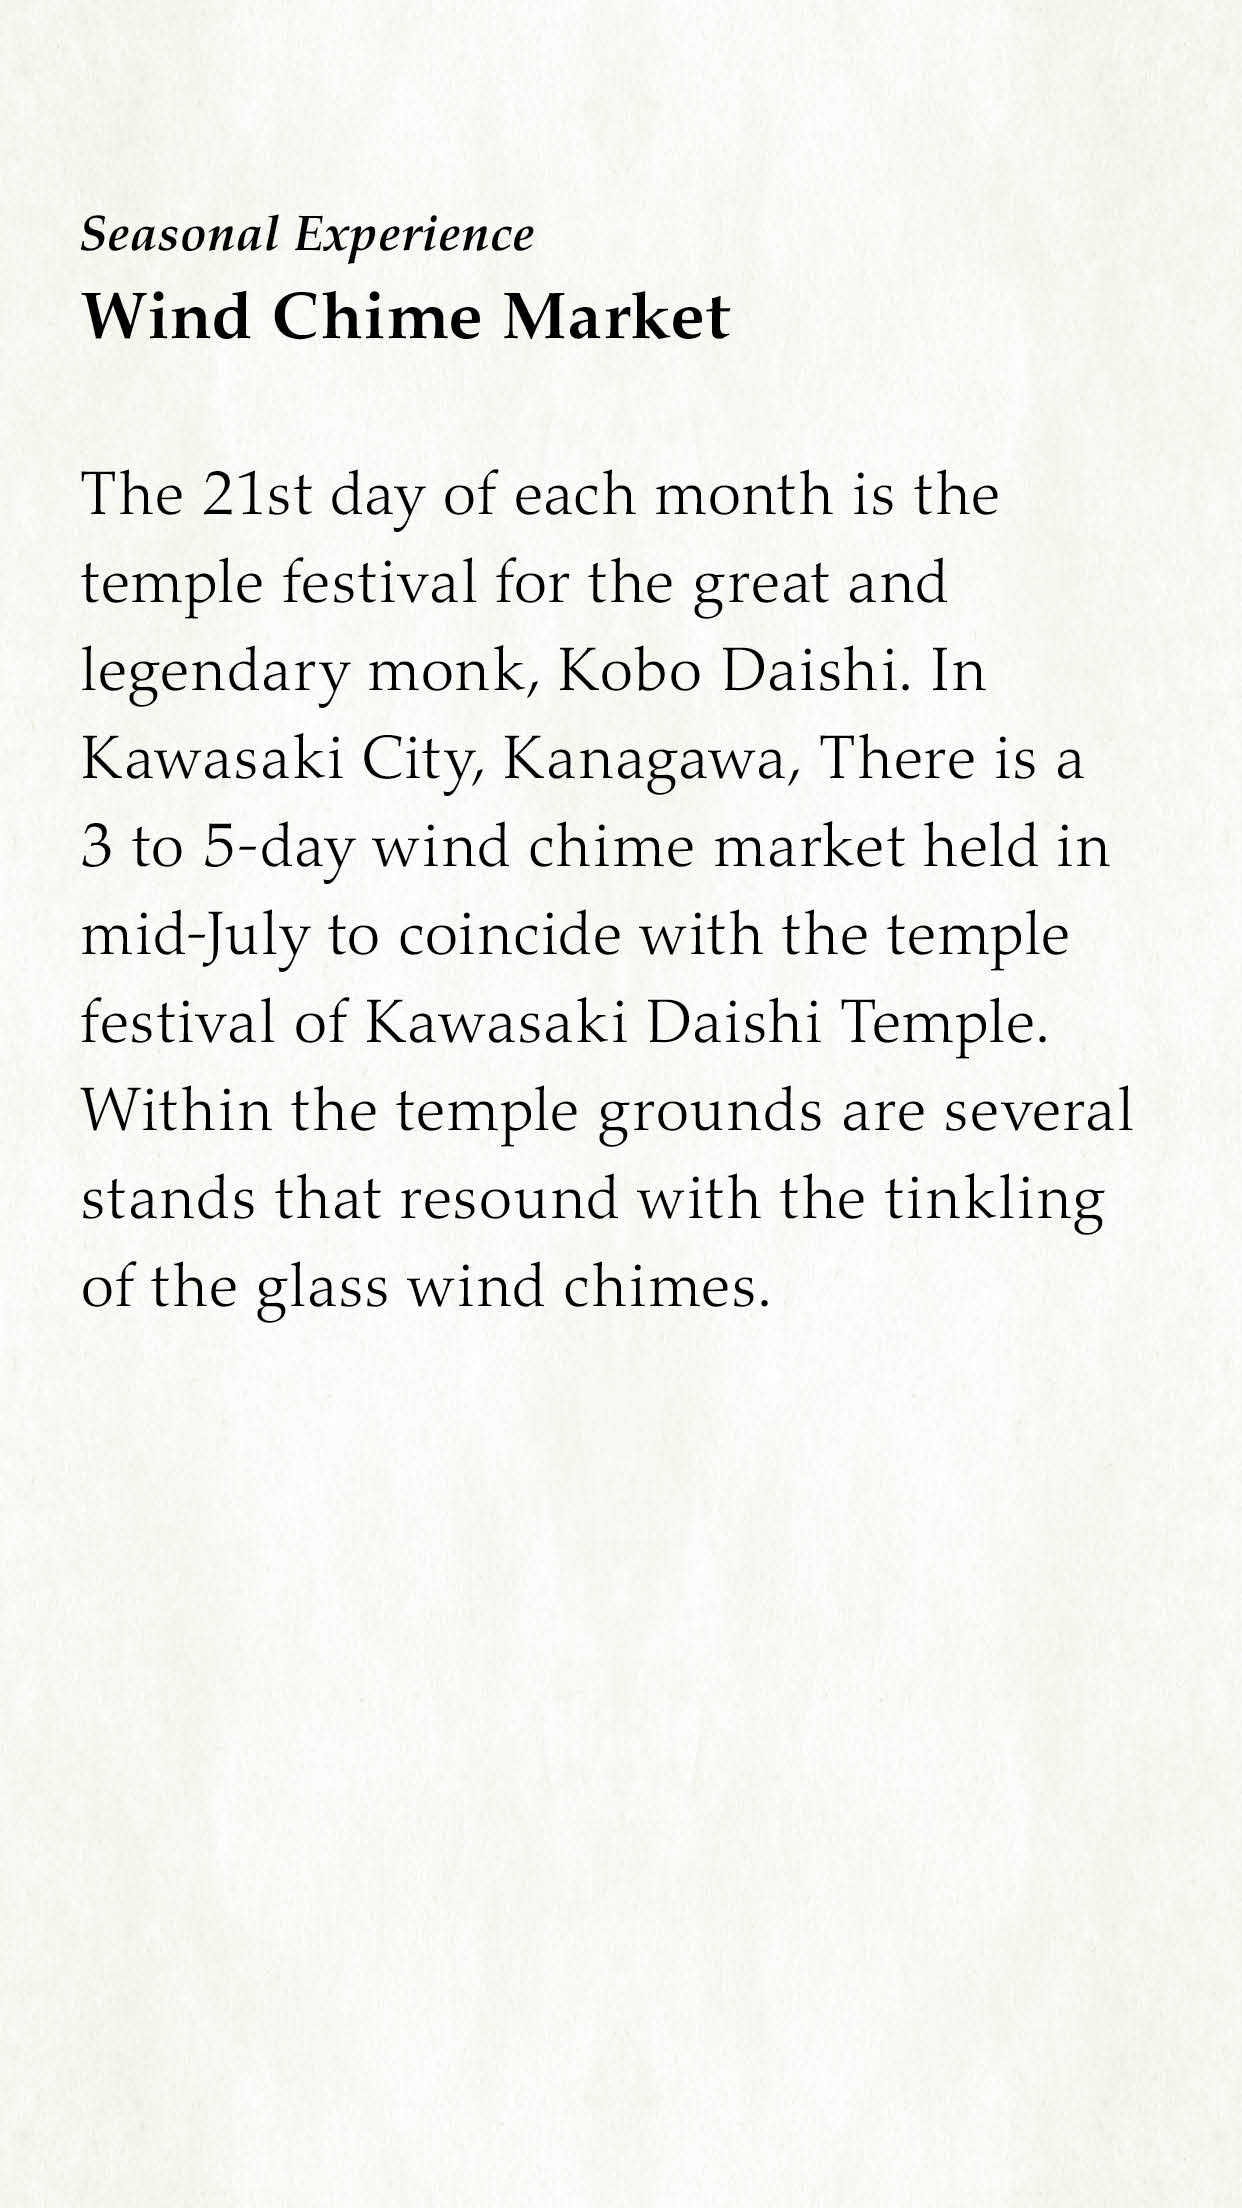 Seasonal Experience
Wind Chime Market
The 21st day of each month is the
temple festival for the great and
legendary monk, Kobo Daishi. In
Kawasaki City, Kanagawa, There is a
3 to 5-day wind chime market held in
mid-July to coincide with the temple
festival of Kawasaki Daishi Temple.
Within the temple grounds are several
stands that resound with the tinkling
of the glass wind chimes.